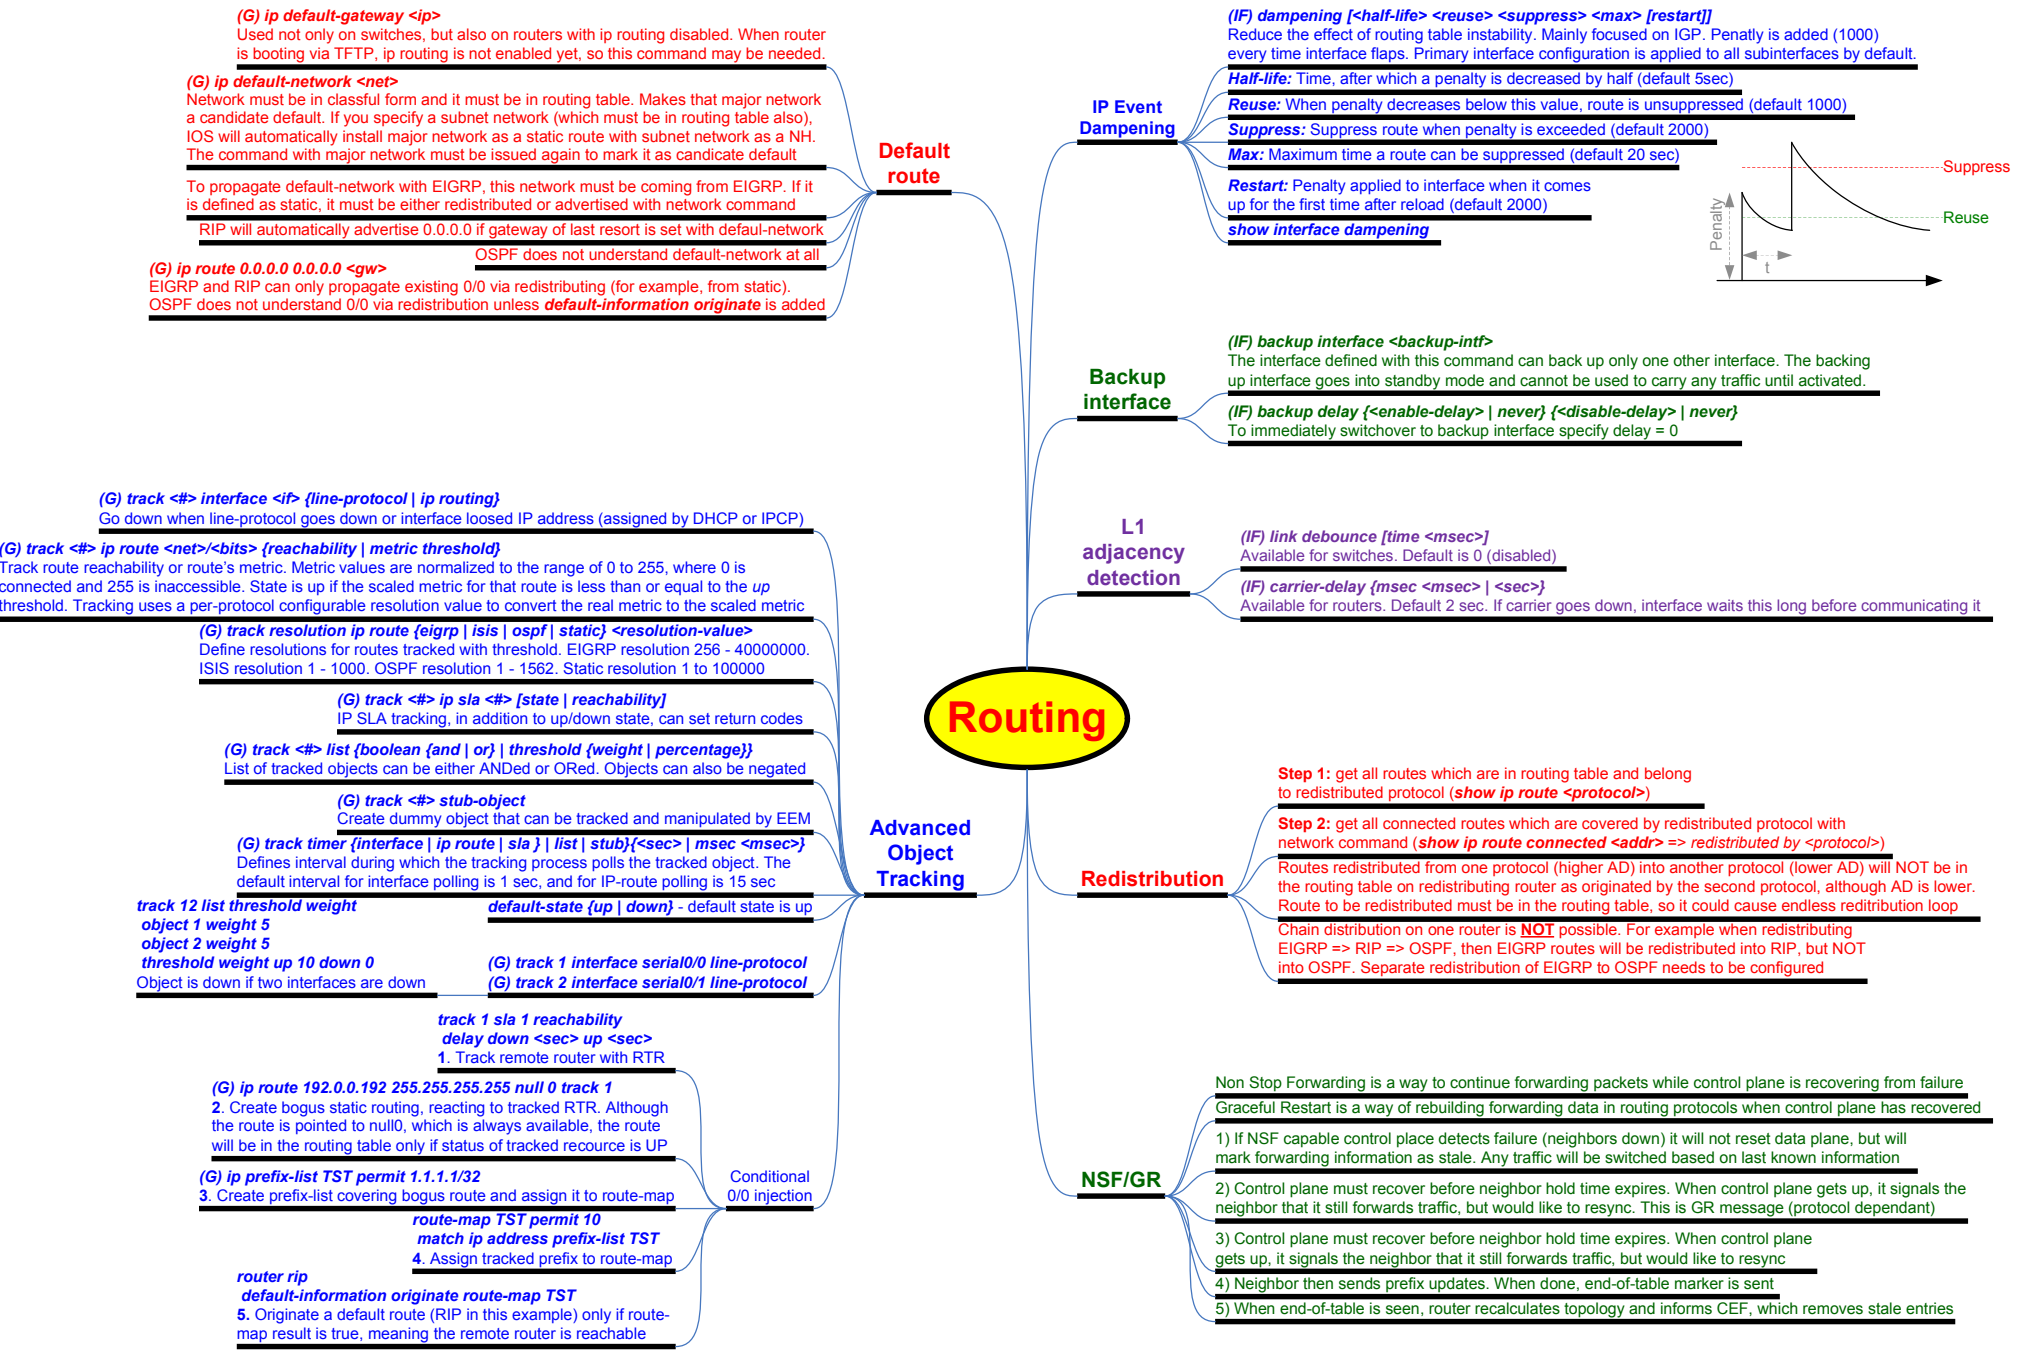 (G) ip default-gateway <ip>
Used not only on switches, but also on routers with ip routing disabled. When router
is booting via TFTP, ip routing is not enabled yet, so this command may be needed.
(G) ip default-network <net>
Network must be in classful form and it must be in routing table. Makes that major network
a candidate default. If you specify a subnet network (which must be in routing table also),
IOS will automatically install major network as a static route with subnet network as a NH.
The command with major network must be issued again to mark it as candicate default
To propagate default-network with EIGRP, this network must be coming from EIGRP. If it
is defined as static, it must be either redistributed or advertised with network command
RIP will automatically advertise 0.0.0.0 if gateway of last resort is set with defaul-network
OSPF does not understand default-network at all
(G) ip route 0.0.0.0 0.0.0.0 <gw>
EIGRP and RIP can only propagate existing 0/0 via redistributing (for example, from static).
OSPF does not understand 0/0 via redistribution unless default-information originate is added
Default
route
(IF) dampening [<half-life> <reuse> <suppress> <max> [restart]]
Reduce the effect of routing table instability. Mainly focused on IGP. Penatly is added (1000)
every time interface flaps. Primary interface configuration is applied to all subinterfaces by default.
Half-life: Time, after which a penalty is decreased by half (default 5sec)
Reuse: When penalty decreases below this value, route is unsuppressed (default 1000)
Suppress: Suppress route when penalty is exceeded (default 2000)
Max: Maximum time a route can be suppressed (default 20 sec)
Restart: Penalty applied to interface when it comes
up for the first time after reload (default 2000)
show interface dampening
IP Event
Dampening
Suppress
Reuse
Penalty
t
(IF) backup interface <backup-intf>
The interface defined with this command can back up only one other interface. The backing
up interface goes into standby mode and cannot be used to carry any traffic until activated.
(IF) backup delay {<enable-delay> | never} {<disable-delay> | never}
To immediately switchover to backup interface specify delay = 0
Backup
interface
L1
adjacency
detection
(IF) link debounce [time <msec>]
Available for switches. Default is 0 (disabled)
(IF) carrier-delay {msec <msec> | <sec>}
Available for routers. Default 2 sec. If carrier goes down, interface waits this long before communicating it
Routing
(G) track <#> interface <if> {line-protocol | ip routing}
Go down when line-protocol goes down or interface loosed IP address (assigned by DHCP or IPCP)
(G) track <#> ip route <net>/<bits> {reachability | metric threshold}
Track route reachability or route's metric. Metric values are normalized to the range of 0 to 255, where 0 is
connected and 255 is inaccessible. State is up if the scaled metric for that route is less than or equal to the up
threshold. Tracking uses a per-protocol configurable resolution value to convert the real metric to the scaled metric
(G) track resolution ip route {eigrp | isis | ospf | static} <resolution-value>
Define resolutions for routes tracked with threshold. EIGRP resolution 256 - 40000000.
ISIS resolution 1 - 1000. OSPF resolution 1 - 1562. Static resolution 1 to 100000
(G) track <#> ip sla <#> [state | reachability]
IP SLA tracking, in addition to up/down state, can set return codes
(G) track <#> list {boolean {and | or} | threshold {weight | percentage}}
List of tracked objects can be either ANDed or ORed. Objects can also be negated
(G) track <#> stub-object
Create dummy object that can be tracked and manipulated by EEM
(G) track timer {interface | ip route | sla } | list | stub}{<sec> | msec <msec>}
Defines interval during which the tracking process polls the tracked object. The
default interval for interface polling is 1 sec, and for IP-route polling is 15 sec
default-state {up | down} - default state is up
track 12 list threshold weight
object 1 weight 5
object 2 weight 5
threshold weight up 10 down 0
Object is down if two interfaces are down
(G) track 1 interface serial0/0 line-protocol
(G) track 2 interface serial0/1 line-protocol
Advanced
Object
Tracking
track 1 sla 1 reachability
delay down <sec> up <sec>
1. Track remote router with RTR
(G) ip route 192.0.0.192 255.255.255.255 null 0 track 1
2. Create bogus static routing, reacting to tracked RTR. Although
the route is pointed to null0, which is always available, the route
will be in the routing table only if status of tracked recource is UP
(G) ip prefix-list TST permit 1.1.1.1/32
3. Create prefix-list covering bogus route and assign it to route-map
route-map TST permit 10
match ip address prefix-list TST
4. Assign tracked prefix to route-map
router rip
default-information originate route-map TST
5. Originate a default route (RIP in this example) only if route-
map result is true, meaning the remote router is reachable
Conditional
0/0 injection
Redistribution
Step 1: get all routes which are in routing table and belong
to redistributed protocol (show ip route <protocol>)
Step 2: get all connected routes which are covered by redistributed protocol with
network command (show ip route connected <addr> => redistributed by <protocol>)
Routes redistributed from one protocol (higher AD) into another protocol (lower AD) will NOT be in
the routing table on redistributing router as originated by the second protocol, although AD is lower.
Route to be redistributed must be in the routing table, so it could cause endless reditribution loop
Chain distribution on one router is NOT possible. For example when redistributing
EIGRP => RIP => OSPF, then EIGRP routes will be redistributed into RIP, but NOT
into OSPF. Separate redistribution of EIGRP to OSPF needs to be configured
NSF/GR
Non Stop Forwarding is a way to continue forwarding packets while control plane is recovering from failure
Graceful Restart is a way of rebuilding forwarding data in routing protocols when control plane has recovered
1) If NSF capable control place detects failure (neighbors down) it will not reset data plane, but will
mark forwarding information as stale. Any traffic will be switched based on last known information
2) Control plane must recover before neighbor hold time expires. When control plane gets up, it signals the
neighbor that it still forwards traffic, but would like to resync. This is GR message (protocol dependant)
3) Control plane must recover before neighbor hold time expires. When control plane
gets up, it signals the neighbor that it still forwards traffic, but would like to resync
4) Neighbor then sends prefix updates. When done, end-of-table marker is sent
5) When end-of-table is seen, router recalculates topology and informs CEF, which removes stale entries